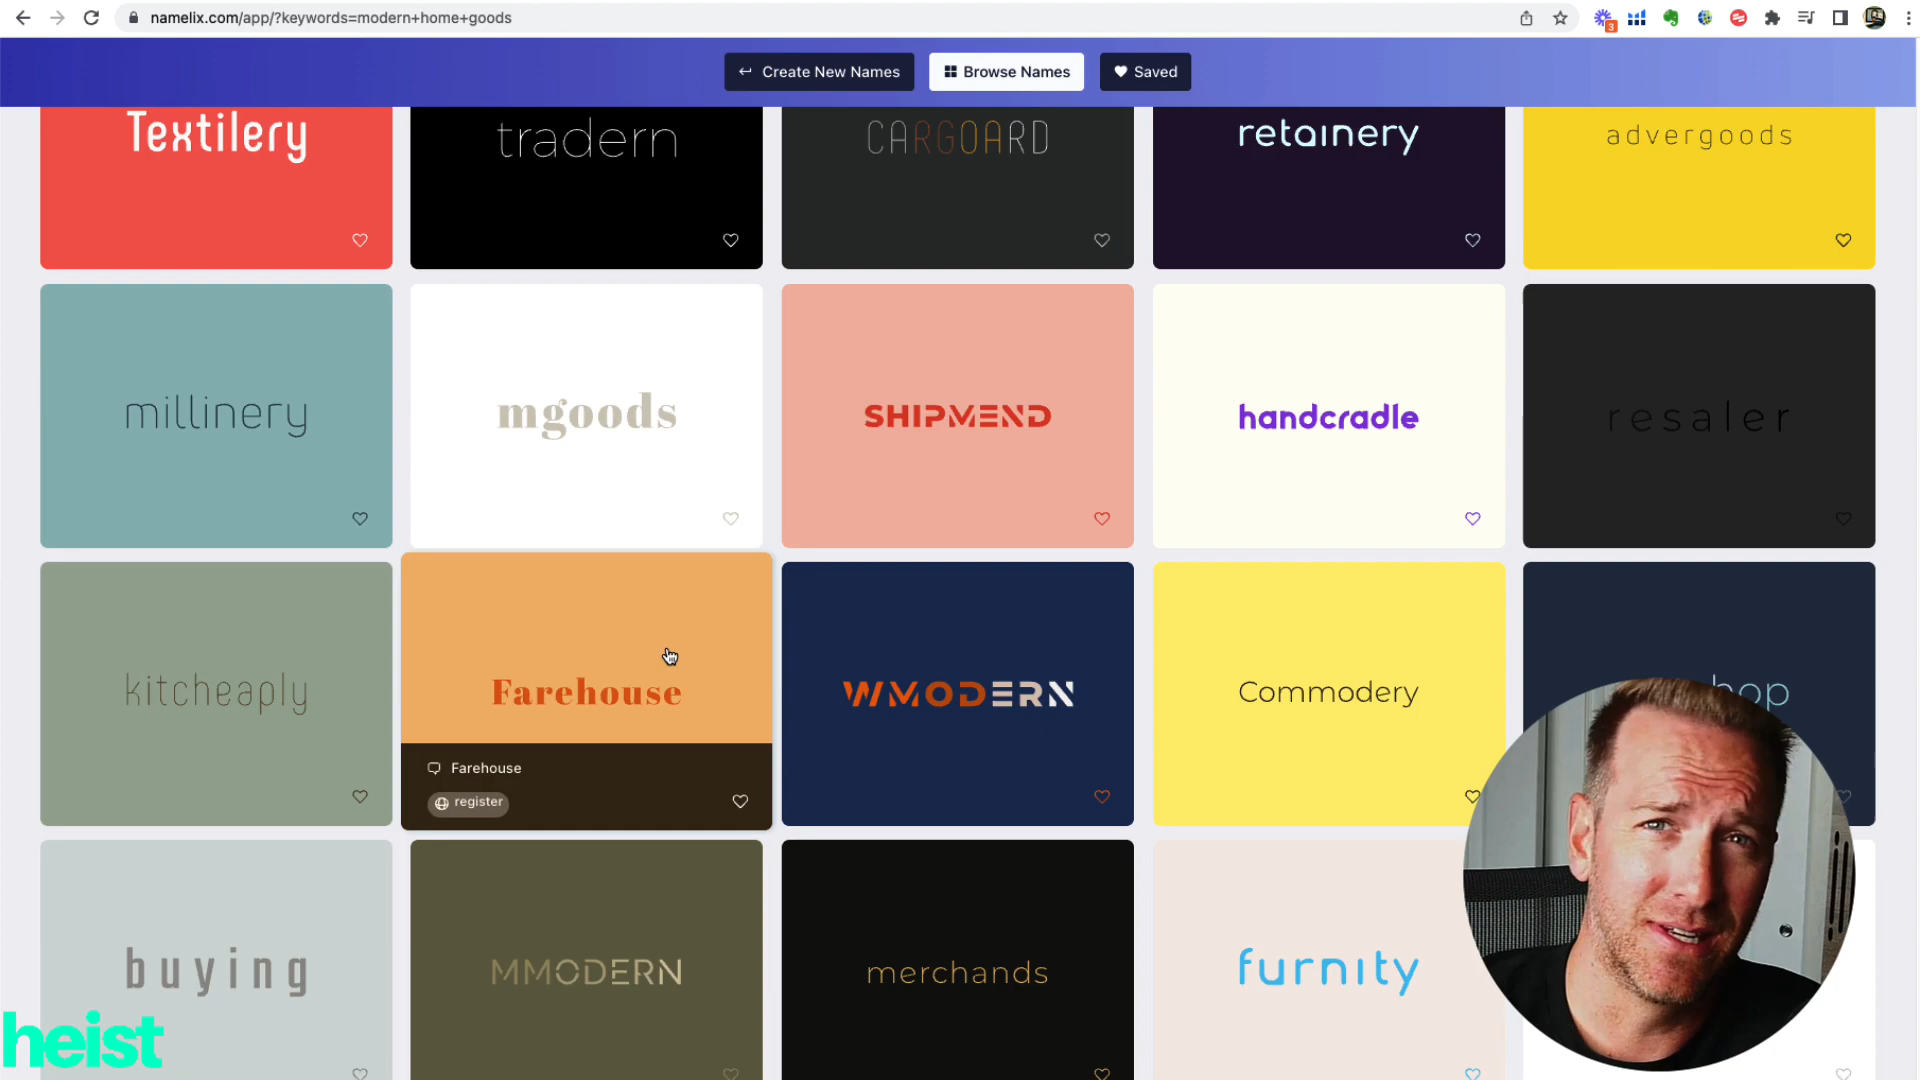 namelix.com/app/?keywords=modern+home+goods
3
Create New Names
Browse Names
Saved
Textilery
tradern
CARGOARD
retainery
advergoods
millinery
mgoods
SHIPMEND
handcradle
resaler
kitcheaply
Farehouse
WMODERN
Commodery
Farehouse
register
buying
MMODERN
merchands
furnity
heist